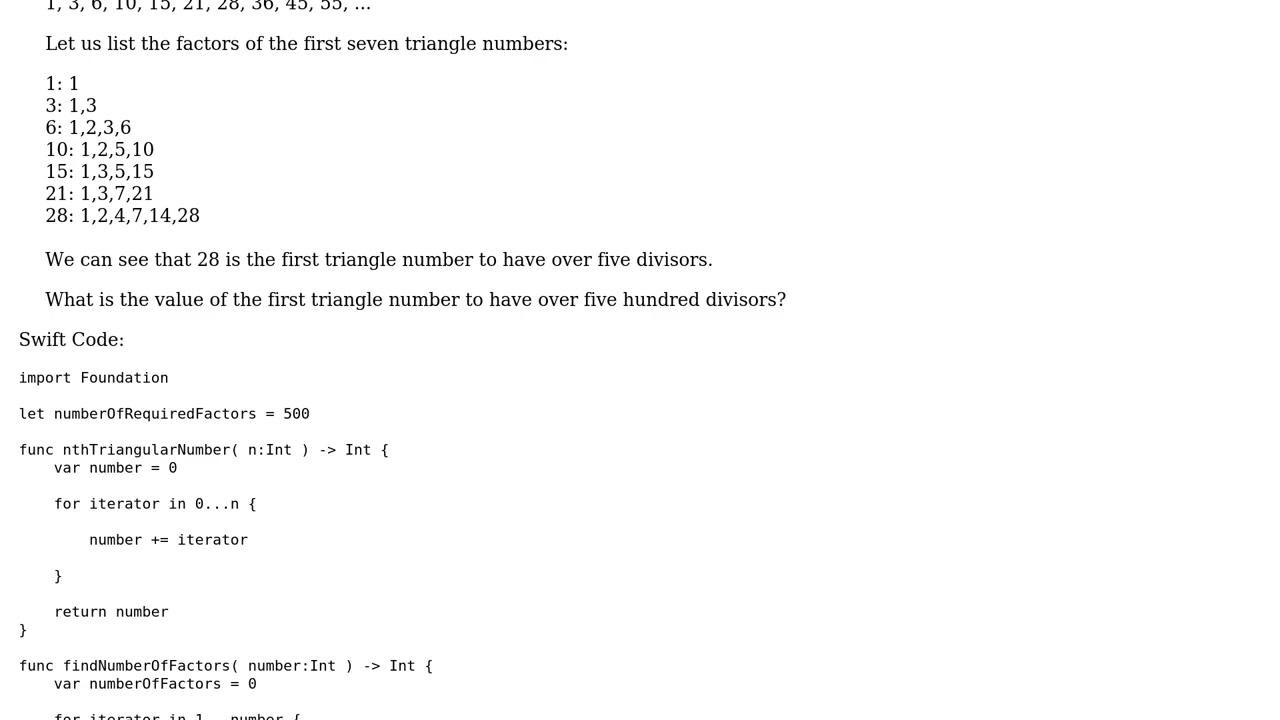 1, 3, 6, 10, 15, 21, 28, 36, 45, 55, ...
Let us list the factors of the first seven triangle numbers:
1: 1
3: 1,3
6: 1,2,3,6
10: 1,2,5,10
15: 1,3,5,15
21: 1,3,7,21
28: 1,2,4,7,14,28
We can see that 28 is the first triangle number to have over five divisors.
What is the value of the first triangle number to have over five hundred divisors?
Swift Code:
import Foundation
let numberOfRequiredFactors = 500
func nthTriangularNumber( n:Int ) -> Int {
    var number = 0
    for iterator in 0...n {
        number += iterator
    }
    return number
}
func findNumberOfFactors( number:Int ) -> Int {
    var numberOfFactors = 0
    for iterator in 1...number {